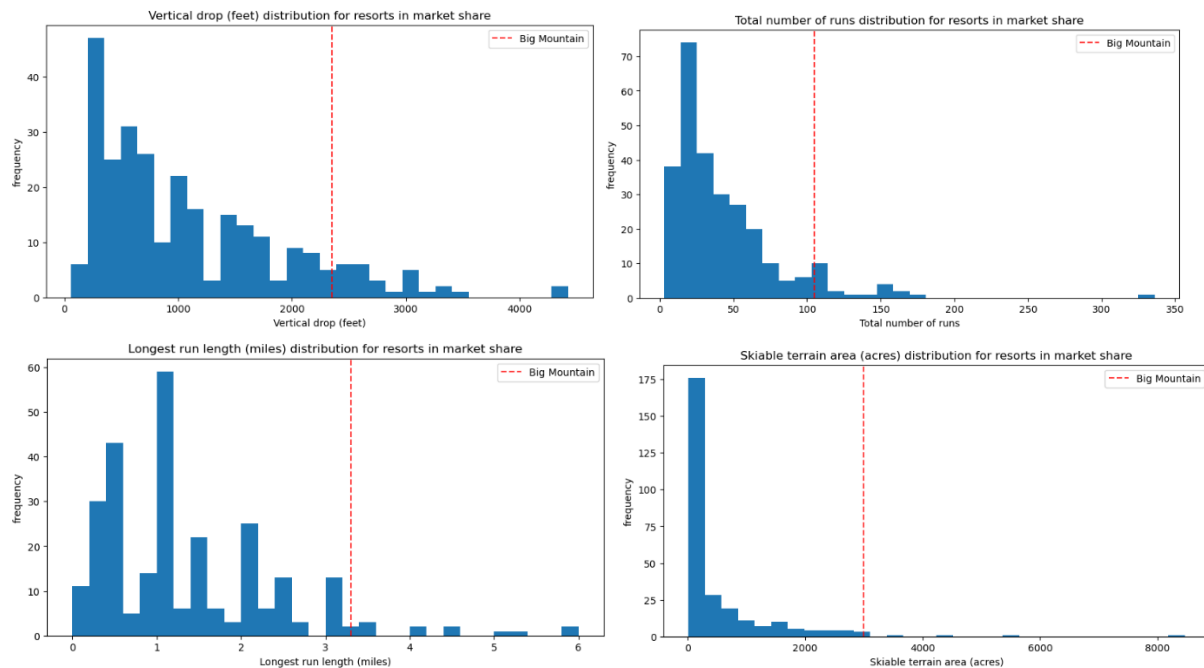 Vertical drop (feet) distribution for resorts in market share
Big Mountain
frequency
40
30
20
10
0
0 1000 2000 3000 4000
Vertical drop (feet)
Total number of runs distribution for resorts in market share
Big Mountain
frequency
70
60
50
40
30
20
10
0
0 50 100 150 200 250 300 350
Total number of runs
Longest run length (miles) distribution for resorts in market share
Big Mountain
frequency
60
50
40
30
20
10
0
0 1 2 3 4 5 6
Longest run length (miles)
Skiable terrain area (acres) distribution for resorts in market share
Big Mountain
frequency
175
150
125
100
75
50
25
0
0 2000 4000 6000 8000
Skiable terrain area (acres)